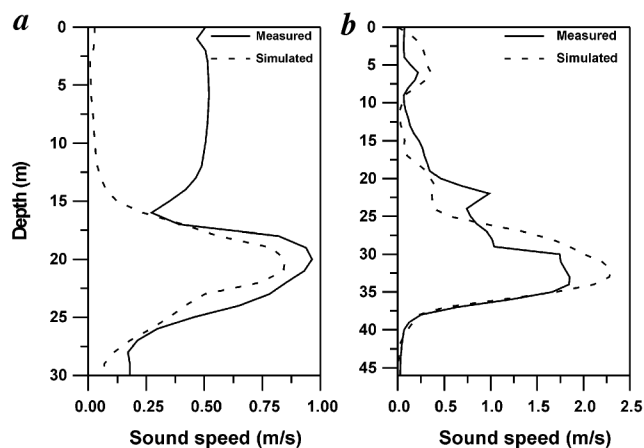 a
b
Measured
Simulated
Measured
Simulated
Depth (m)
0
5
10
15
20
25
30
0
5
10
15
20
25
30
35
40
45
0.00 0.25 0.50 0.75 1.00
0.0 0.5 1.0 1.5 2.0 2.5
Sound speed (m/s)
Sound speed (m/s)